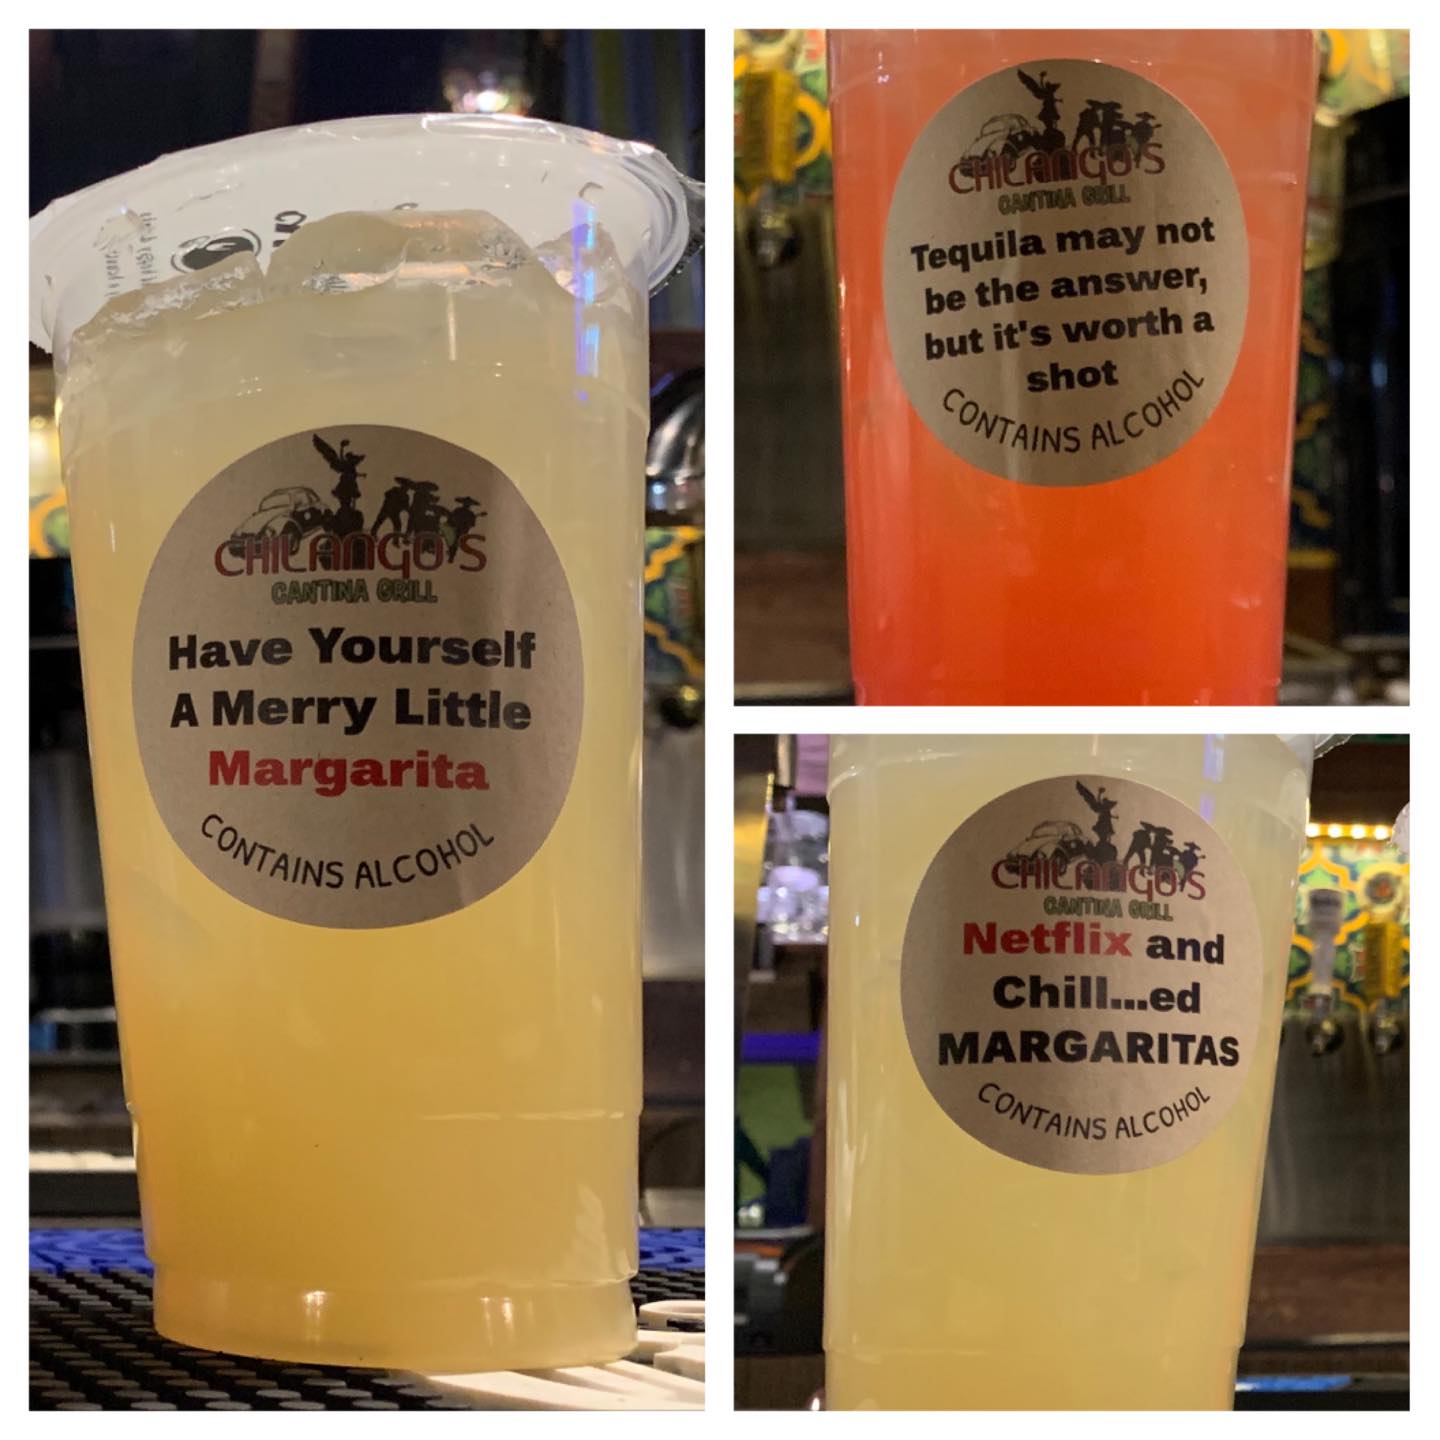 CHILANGO'S
CANTINA GRILL
Have Yourself
A Merry Little
Margarita
CONTAINS ALCOHOL
CHILANGO'S
CANTINA GRILL
Tequila may not
be the answer,
but it's worth a
shot
CONTAINS ALCOHOL
CHILANGO'S
CANTINA GRILL
Netflix and
Chill...ed
MARGARITAS
CONTAINS ALCOHOL